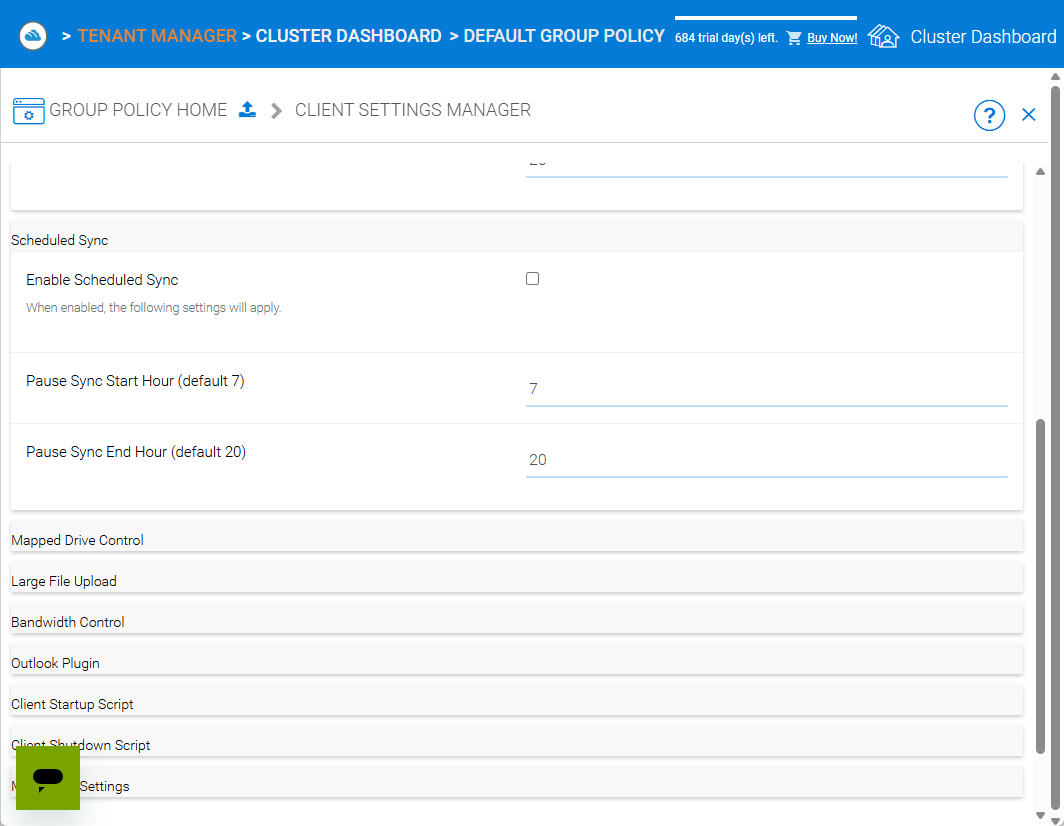 > TENANT MANAGER > CLUSTER DASHBOARD > DEFAULT GROUP POLICY
684 trial day(s) left. Buy Now!
Cluster Dashboard
GROUP POLICY HOME
CLIENT SETTINGS MANAGER
?
Scheduled Sync
Enable Scheduled Sync
When enabled, the following settings will apply.
Pause Sync Start Hour (default 7)
7
Pause Sync End Hour (default 20)
20
Mapped Drive Control
Large File Upload
Bandwidth Control
Outlook Plugin
Client Startup Script
Client Shutdown Script
Settings